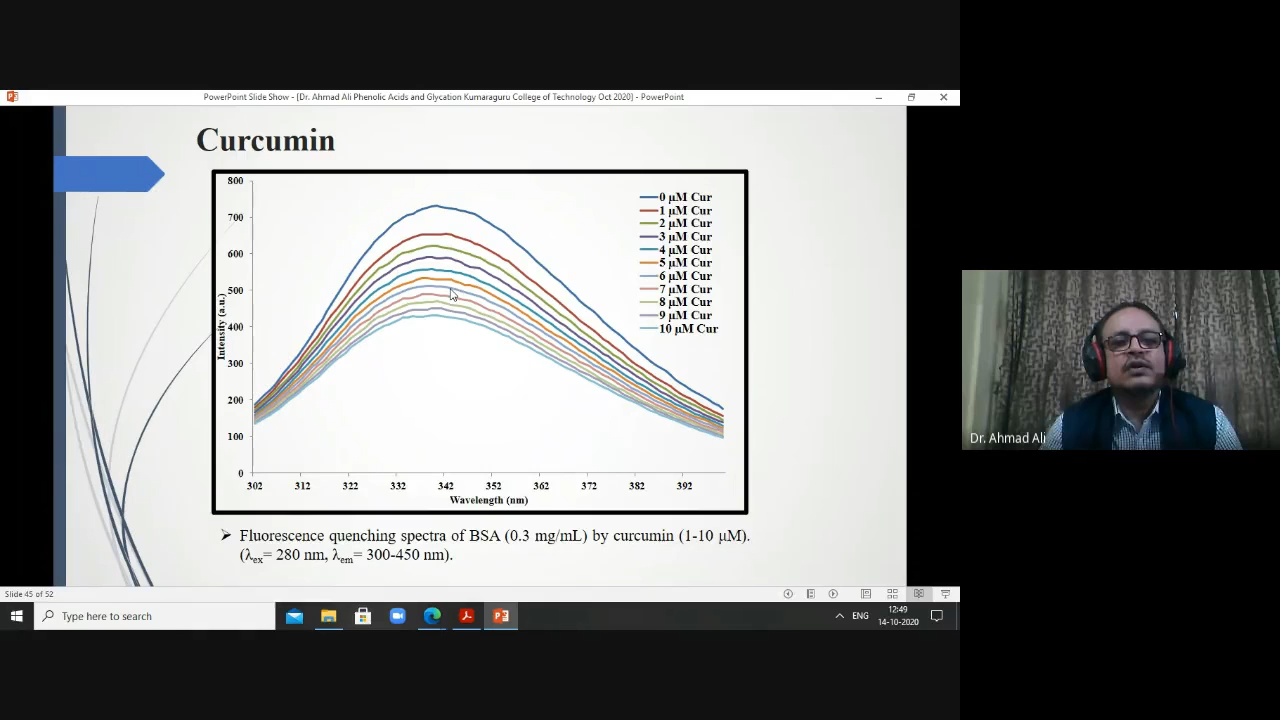 PowerPoint Slide Show - [Dr. Ahmad Ali Phenolic Acids and Glycation Kumaraguru College of Technology Oct 2020] - PowerPoint
Curcumin
800
700
600
500
400
300
200
100
0
Intensity (a.u.)
302 312 322 332 342 352 362 372 382 392
Wavelength (nm)
0 μM Cur
1 μM Cur
2 μM Cur
3 μM Cur
4 μM Cur
5 μM Cur
6 μM Cur
7 μM Cur
8 μM Cur
9 μM Cur
10 μM Cur
➢ Fluorescence quenching spectra of BSA (0.3 mg/mL) by curcumin (1-10 μM).
(λex= 280 nm, λem= 300-450 nm).
Dr. Ahmad Ali
Slide 45 of 52
Type here to search
ENG
12:49
14-10-2020